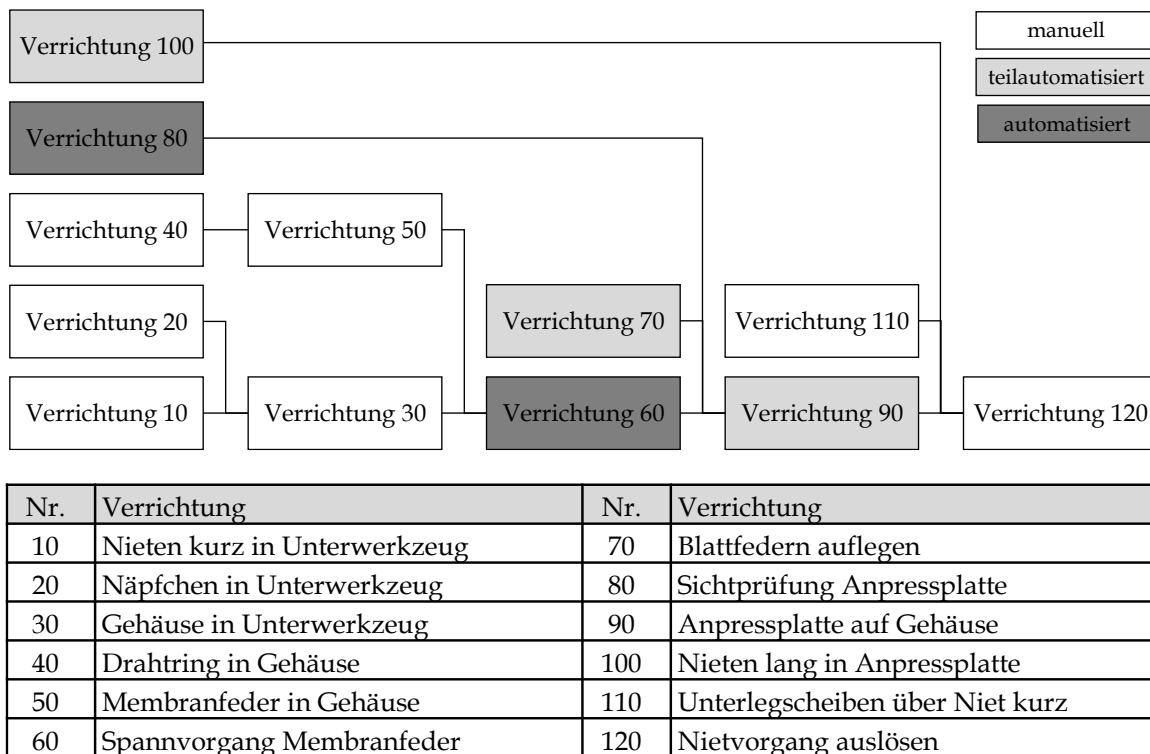 Verrichtung 100
manuell
teilautomatisiert
Verrichtung 80
automatisiert
Verrichtung 40
Verrichtung 50
Verrichtung 20
Verrichtung 70
Verrichtung 110
Verrichtung 10
Verrichtung 30
Verrichtung 60
Verrichtung 90
Verrichtung 120
Nr. Verrichtung Nr. Verrichtung
10 Nieten kurz in Unterwerkzeug 70 Blattfedern auflegen
20 Näpfchen in Unterwerkzeug 80 Sichtprüfung Anpressplatte
30 Gehäuse in Unterwerkzeug 90 Anpressplatte auf Gehäuse
40 Drahtring in Gehäuse 100 Nieten lang in Anpressplatte
50 Membranfeder in Gehäuse 110 Unterlegscheiben über Niet kurz
60 Spannvorgang Membranfeder 120 Nietvorgang auslösen